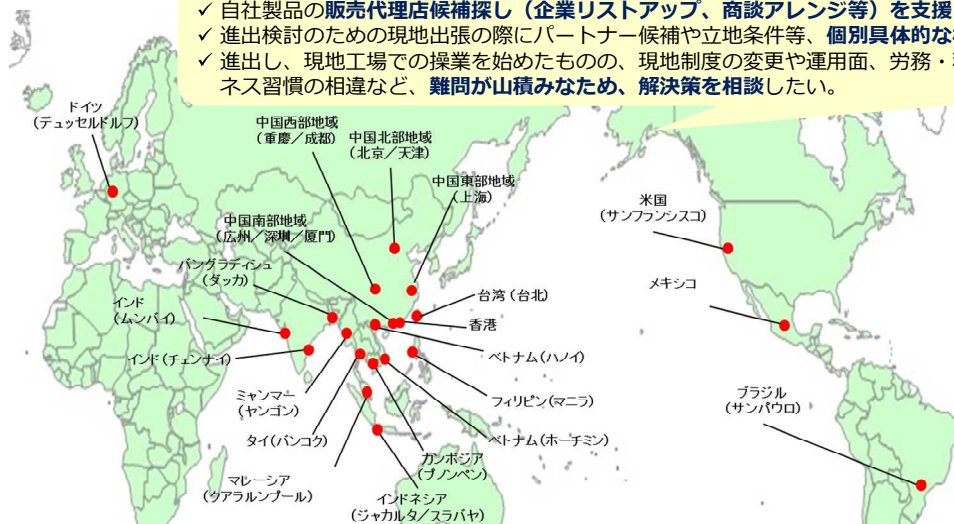 ✓ 自社製品の販売代理店候補探し（企業リストアップ、商談アレンジ等）を支援
✓ 進出検討のための現地出張の際にパートナー候補や立地条件等、個別具体的な
✓ 進出し、現地工場での操業を始めたものの、現地制度の変更や運用面、労務・
ネス習慣の相違など、難問が山積みなため、解決策を相談したい。
ドイツ
(デュッセルドルフ)
中国西部地域
(重慶／成都)
中国北部地域
(北京／天津)
中国東部地域
(上海)
中国南部地域
(広州／深圳／厦門)
バングラディシュ
(ダッカ)
インド
(ムンバイ)
インド(チェンナイ)
ミャンマー
(ヤンゴン)
タイ(バンコク)
マレーシア
(クアラルンプール)
インドネシア
(ジャカルタ／スラバヤ)
カンボジア
(プノンペン)
ベトナム(ホーチミン)
フィリピン(マニラ)
ベトナム(ハノイ)
香港
台湾(台北)
米国
(サンフランシスコ)
メキシコ
ブラジル
(サンパウロ)